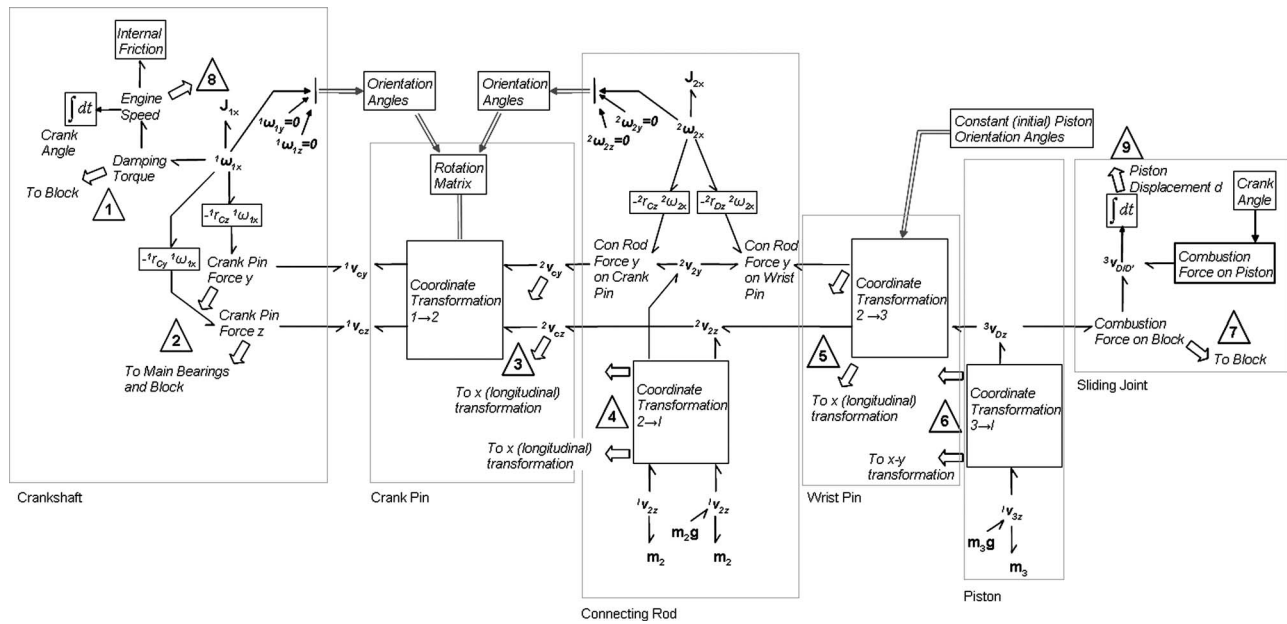 Internal
Friction
8
∫dt
Engine
Speed
J1x
Crank
Angle
Damping
Torque
¹ω1x
¹ω1y=0
¹ω1z=0
To Block
1
-¹rCz ¹ω1x
-¹rCy ¹ω1x
Crank Pin
Force y
Crank Pin
Force z
2
To Main Bearings
and Block
Crankshaft
Orientation
Angles
Rotation
Matrix
¹vcy
¹vcz
Coordinate
Transformation
1→2
²vcy
²vcz
3
To x (longitudinal)
transformation
Crank Pin
Orientation
Angles
J2x
²ω2y=0
²ω2z=0
²ω2x
-²rCz ²ω2x
-²rDz ²ω2x
Con Rod
Force y
on Crank
Pin
²v2y
Con Rod
Force y
on Wrist
Pin
²v2z
4
Coordinate
Transformation
2→I
To x (longitudinal)
transformation
ᴵv2z
ᴵv2z
m2g
m2
m2
Connecting Rod
Constant (initial) Piston
Orientation Angles
Coordinate
Transformation
2→3
5
To x (longitudinal)
transformation
Wrist Pin
³vDz
6
Coordinate
Transformation
3→I
To x-y
transformation
ᴵv3z
m3g
m3
Piston
9
Piston
Displacement d
∫dt
Crank
Angle
³vD/D'
Combustion
Force on Piston
Combustion
Force on Block
7
To Block
Sliding Joint